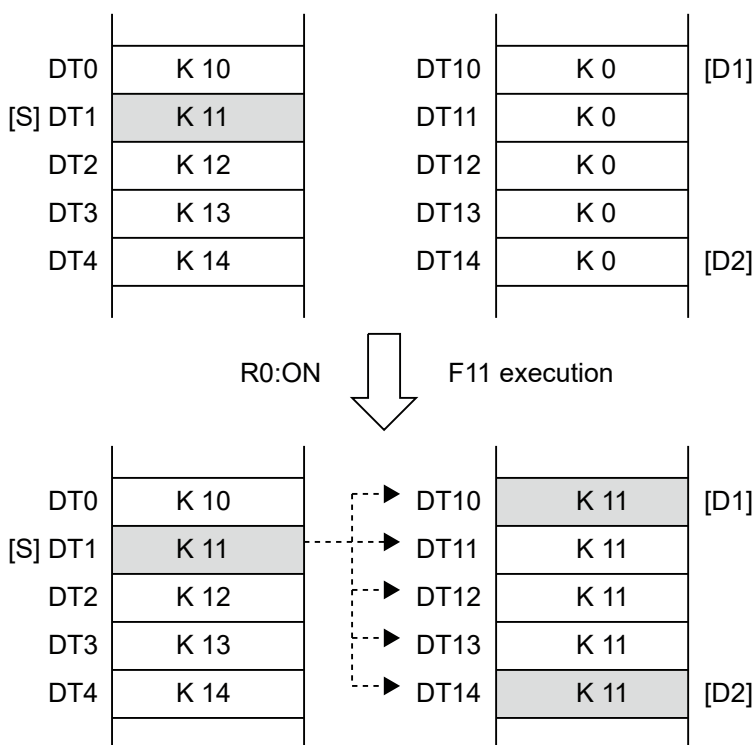 DT0 K 10 DT10 K 0 [D1]
[S] DT1 K 11 DT11 K 0
DT2 K 12 DT12 K 0
DT3 K 13 DT13 K 0
DT4 K 14 DT14 K 0 [D2]
R0:ON F11 execution
DT0 K 10 DT10 K 11 [D1]
[S] DT1 K 11 DT11 K 11
DT2 K 12 DT12 K 11
DT3 K 13 DT13 K 11
DT4 K 14 DT14 K 11 [D2]